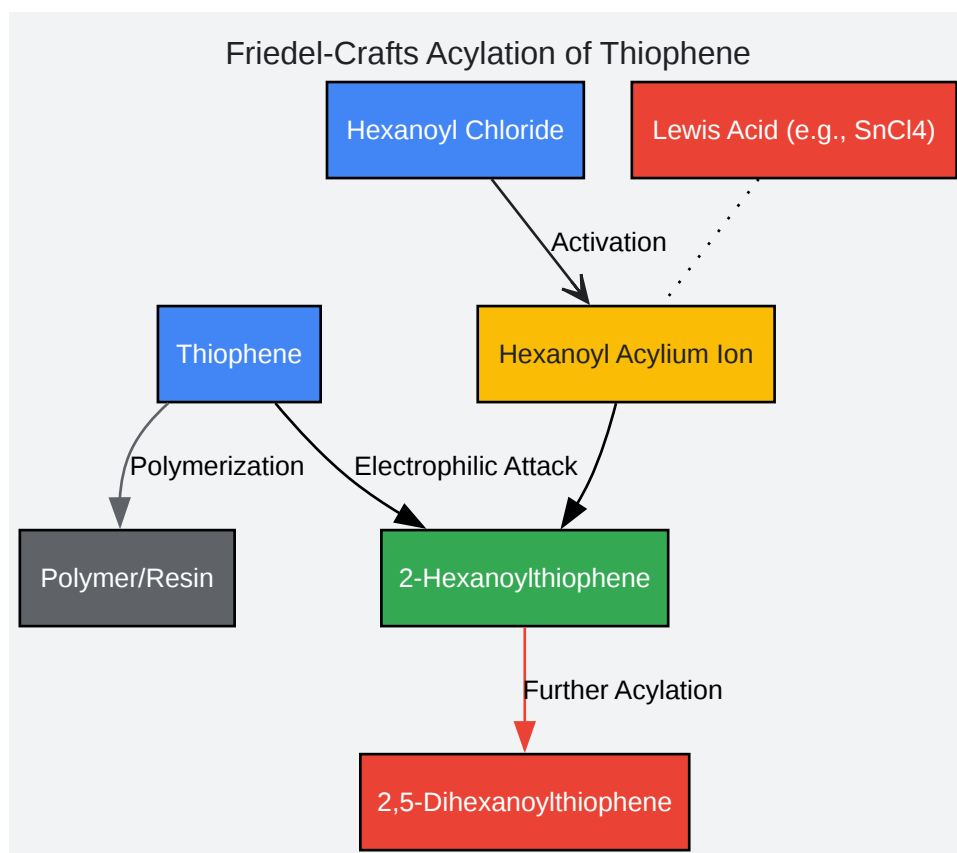 Friedel-Crafts Acylation of Thiophene
Hexanoyl Chloride
Lewis Acid (e.g., SnCl4)
Activation
Thiophene
Hexanoyl Acylium Ion
Polymerization
Electrophilic Attack
Polymer/Resin
2-Hexanoylthiophene
Further Acylation
2,5-Dihexanoylthiophene